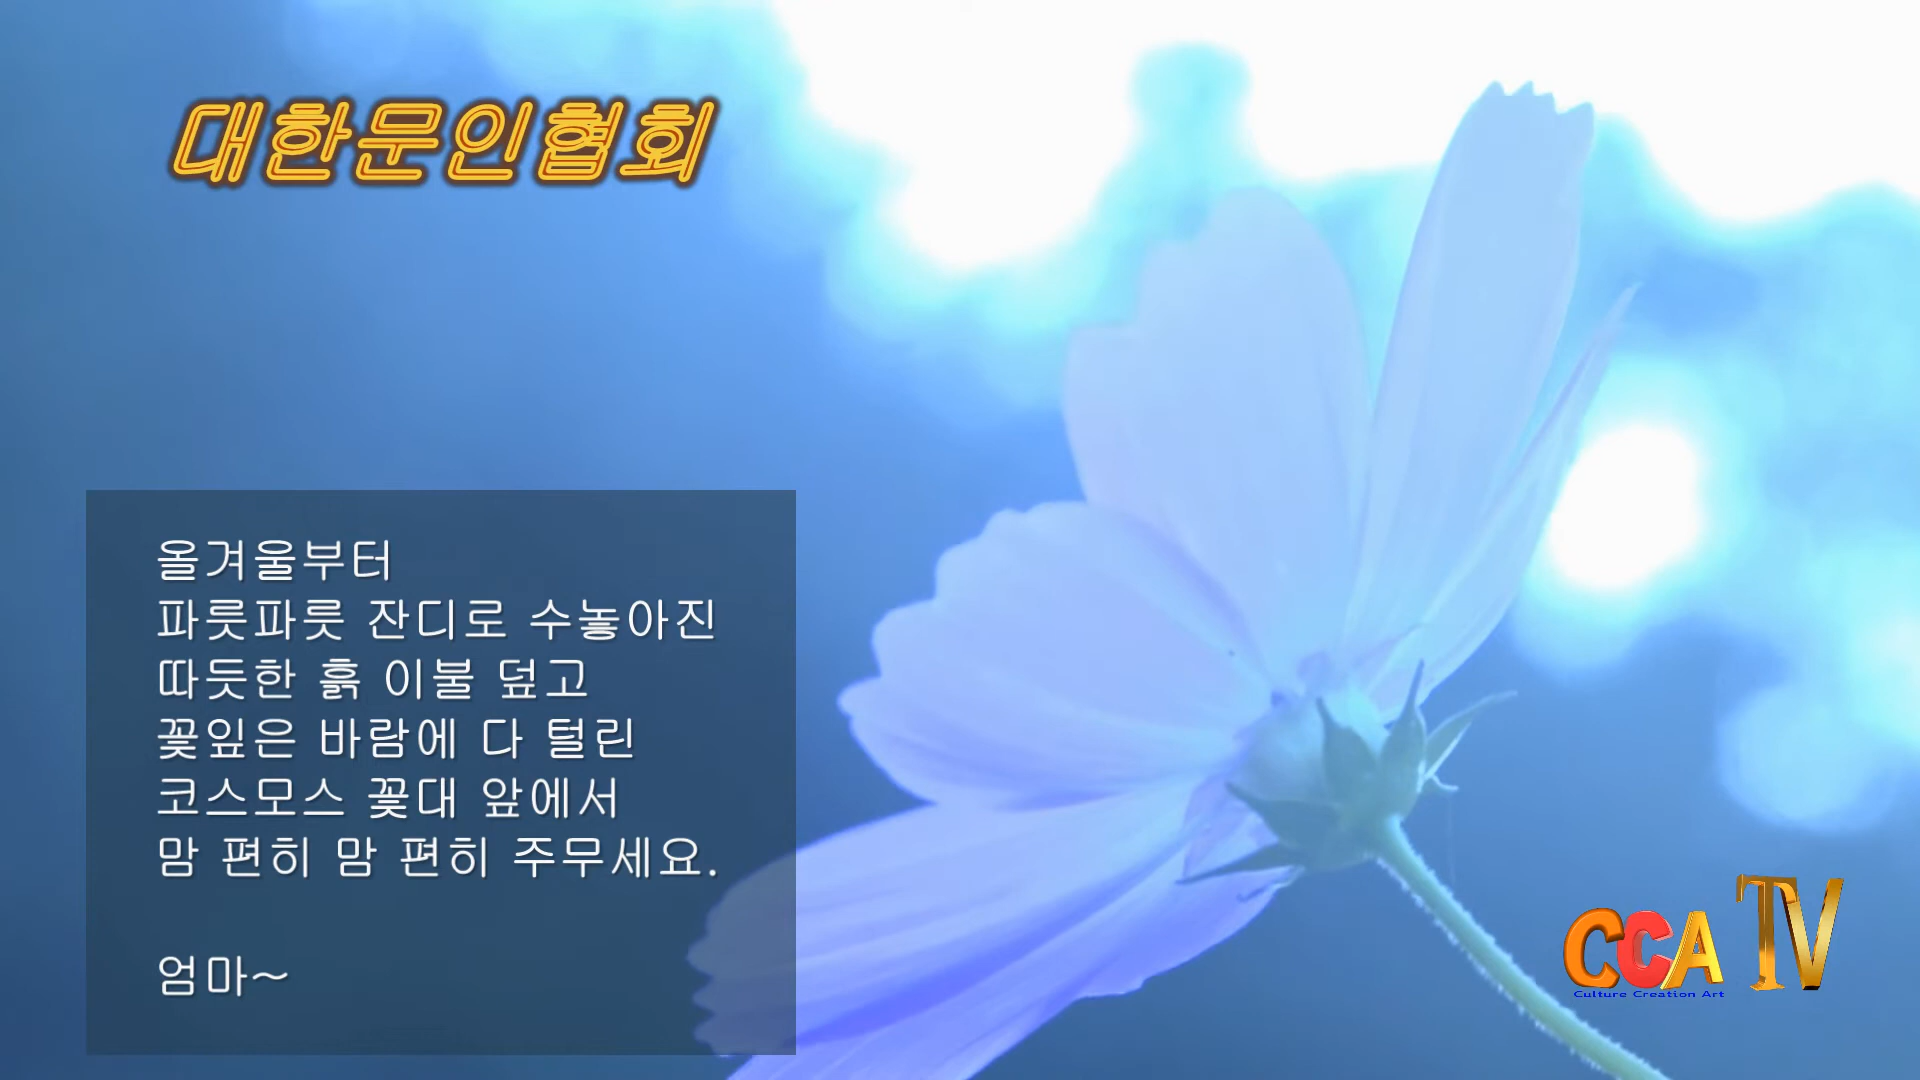 대한문인협회
올겨울부터
파릇파릇 잔디로 수놓아진
따듯한 흙 이불 덮고
꽃잎은 바람에 다 털린
코스모스 꽃대 앞에서
맘 편히 맘 편히 주무세요.
엄마~
CCA TV
Culture Creation Art